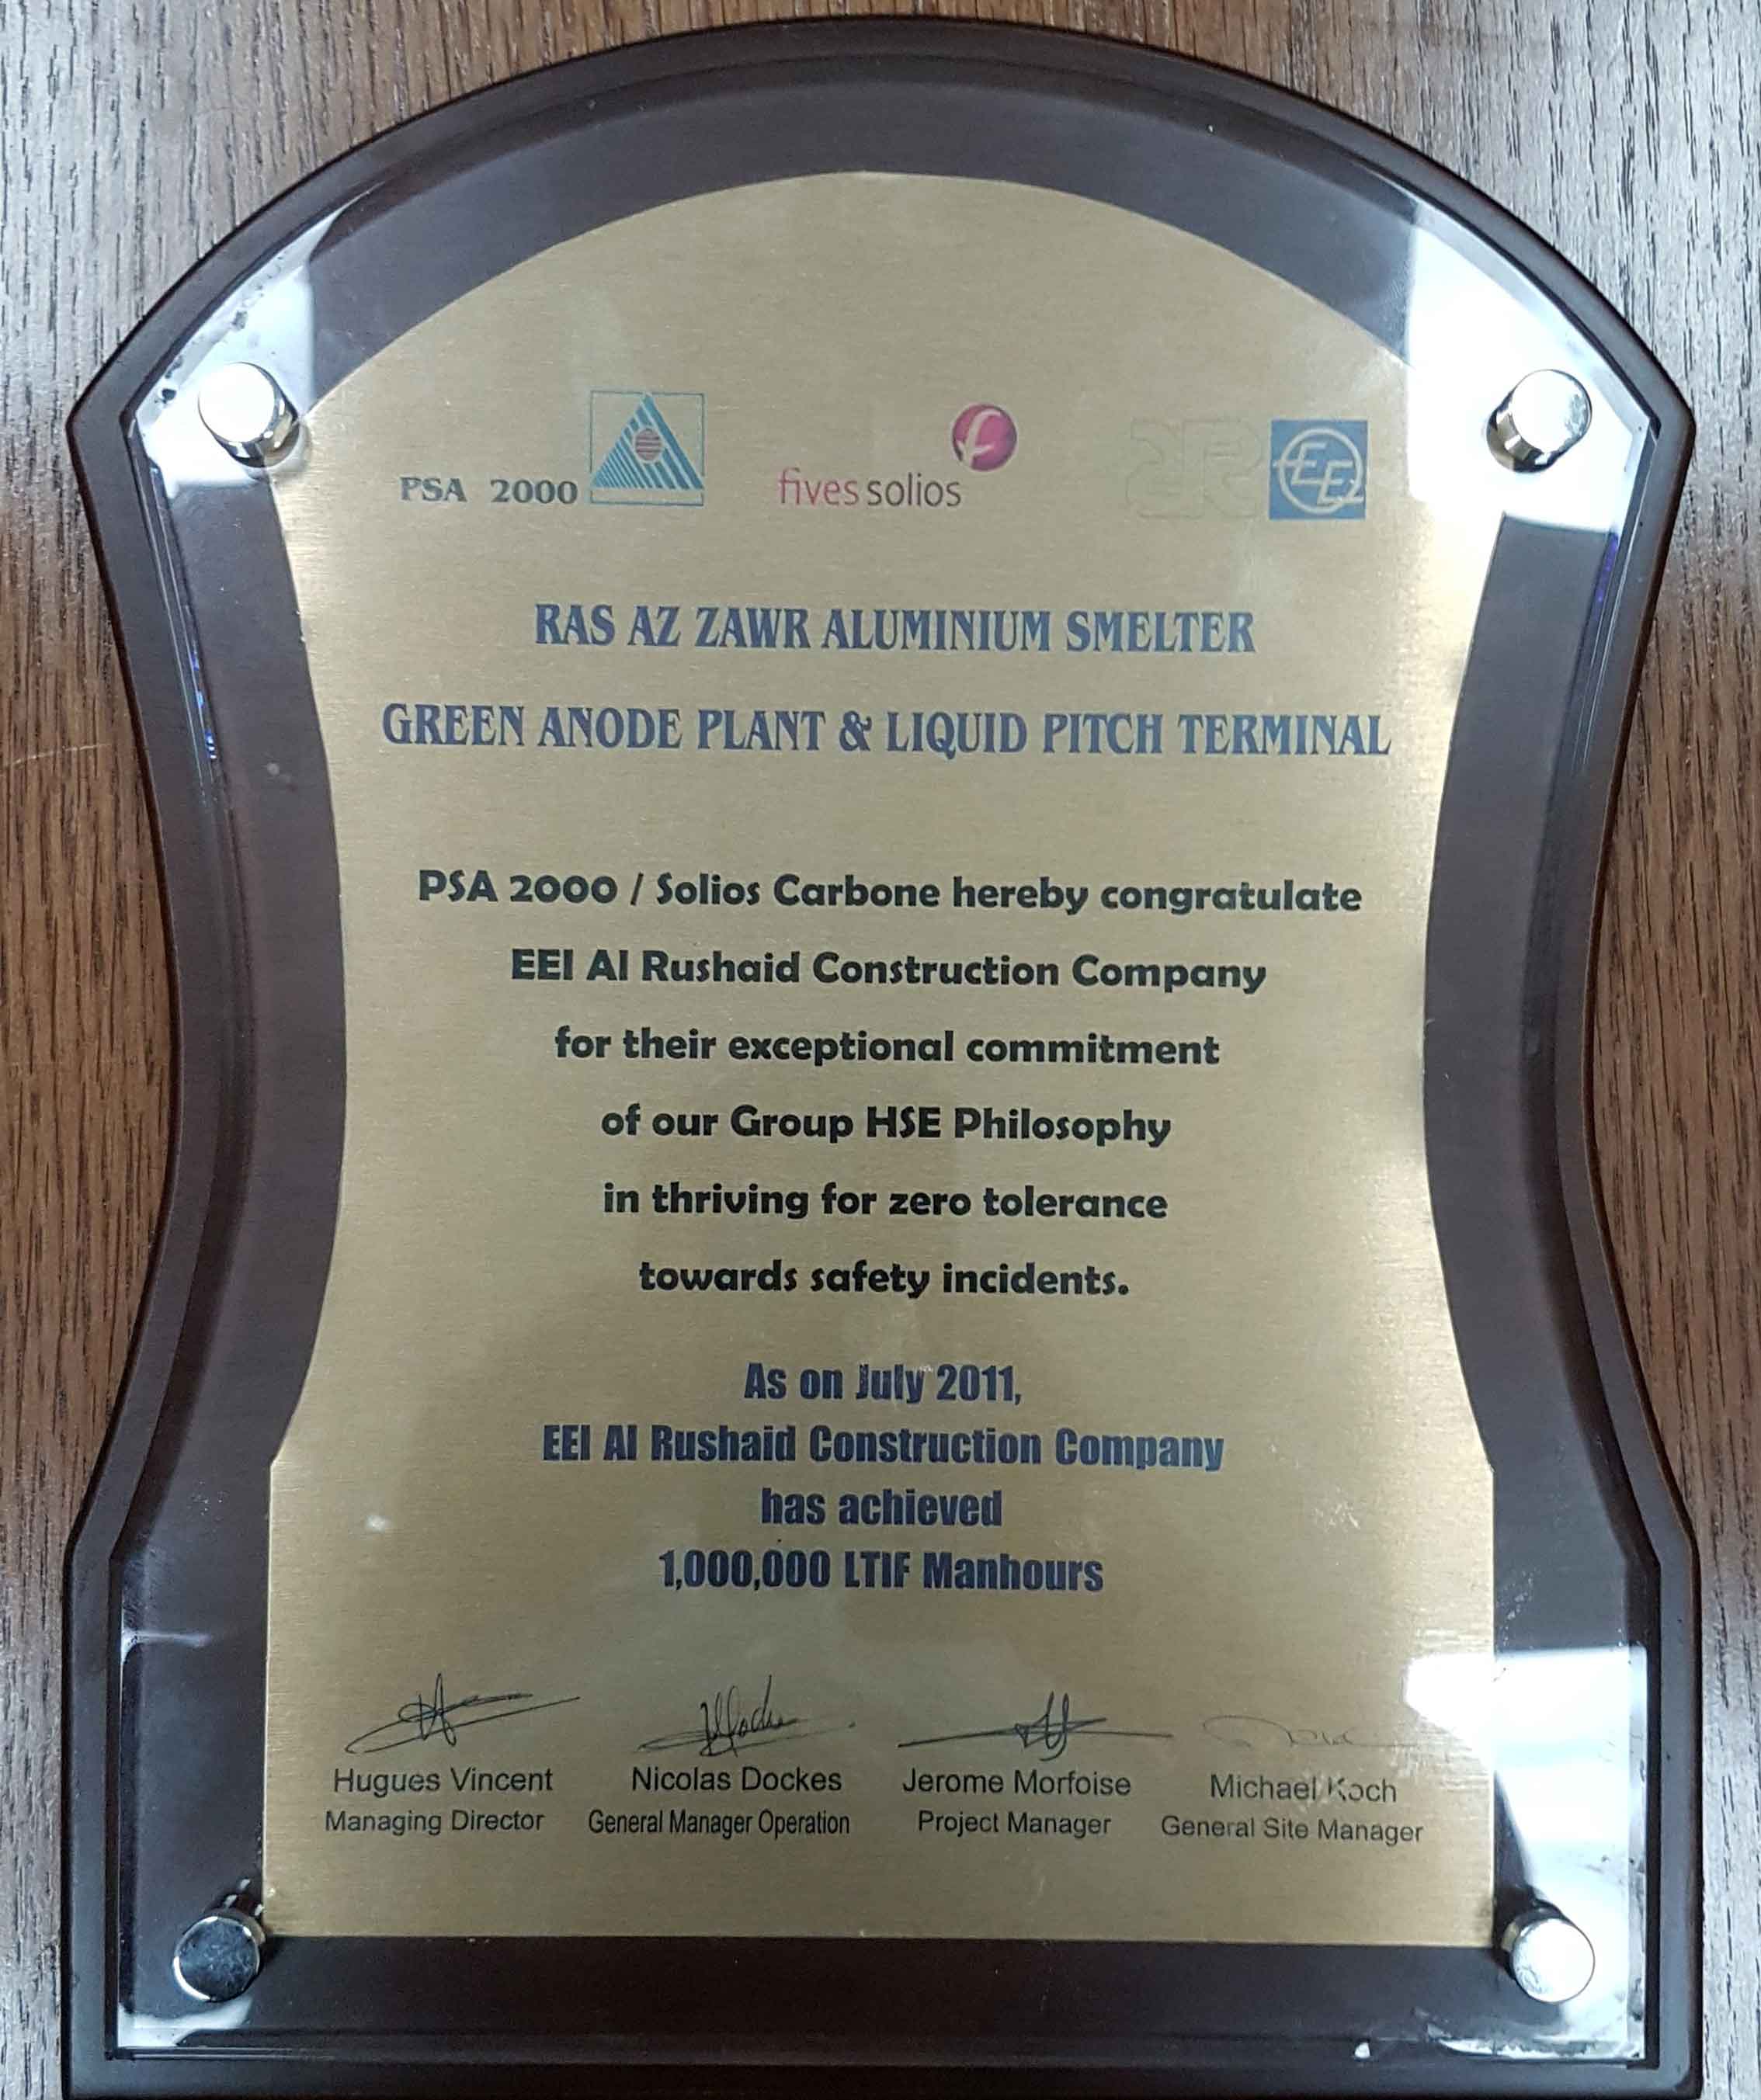 PSA 2000
fives solios
EEI
RAS AZ ZAWR ALUMINIUM SMELTER
GREEN ANODE PLANT & LIQUID PITCH TERMINAL
PSA 2000 / Solios Carbone hereby congratulate
EEI Al Rushaid Construction Company
for their exceptional commitment
of our Group HSE Philosophy
in thriving for zero tolerance
towards safety incidents.
As on July 2011,
EEI Al Rushaid Construction Company
has achieved
1,000,000 LTIF Manhours
Hugues Vincent Nicolas Dockes Jerome Morfoise Michael Koch
Managing Director General Manager Operation Project Manager General Site Manager